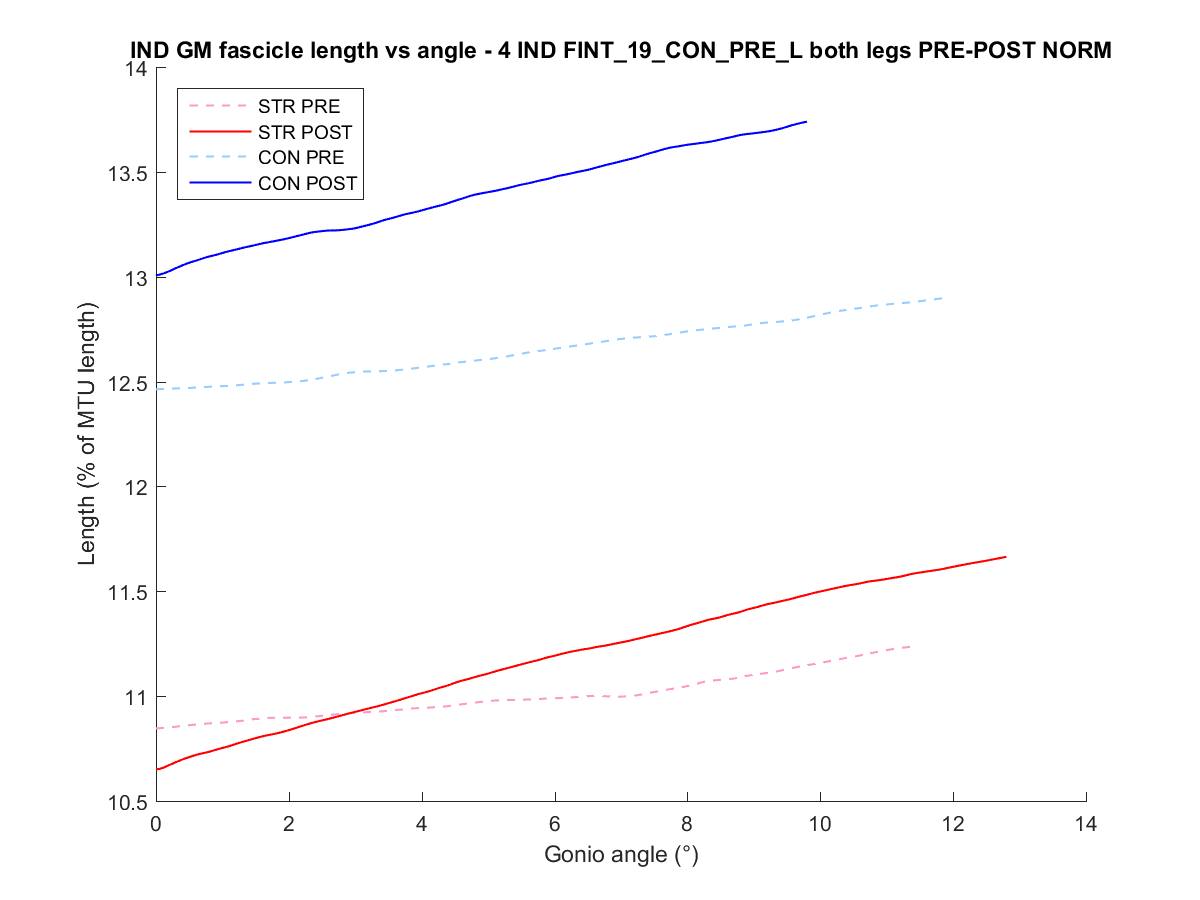 IND GM fascicle length vs angle - 4 IND FINT_19_CON_PRE_L both legs PRE-POST NORM
STR PRE
STR POST
CON PRE
CON POST
14
13.5
13
12.5
12
11.5
11
10.5
Length (% of MTU length)
0 2 4 6 8 10 12 14
Gonio angle (°)